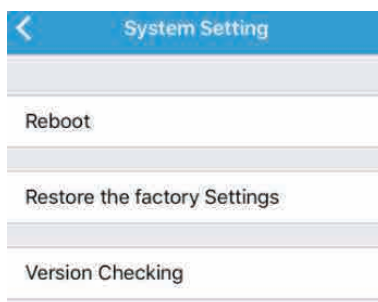 System Setting
Reboot
Restore the factory Settings
Version Checking